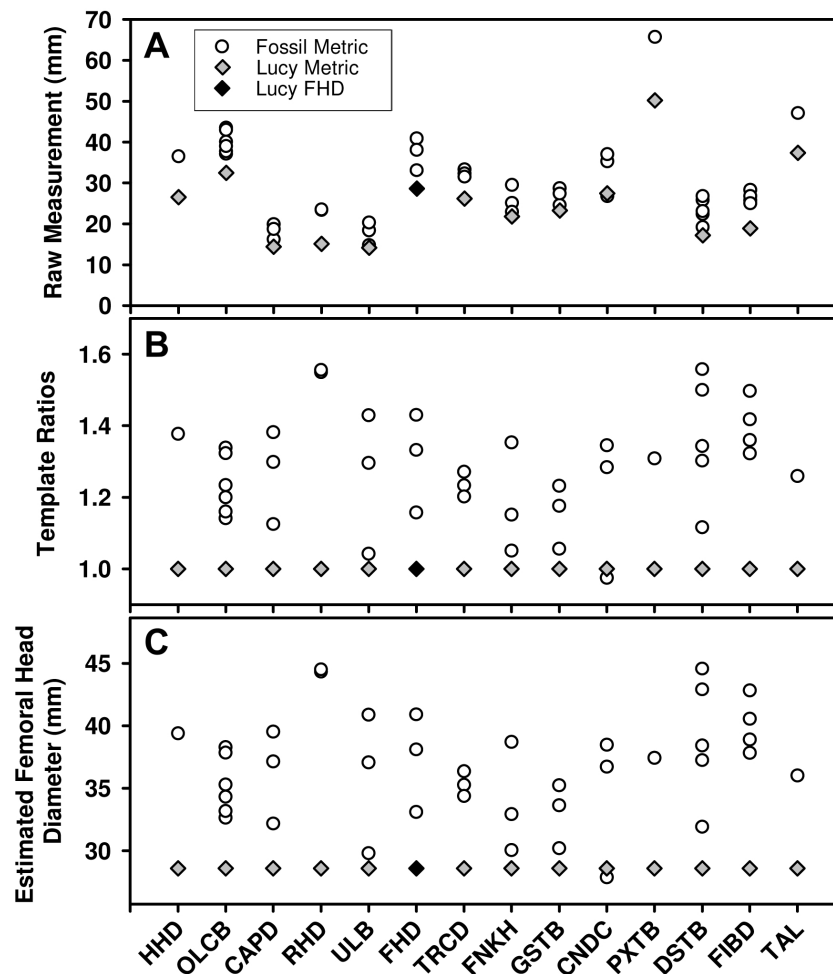 A
Fossil Metric
Lucy Metric
Lucy FHD
Raw Measurement (mm)
70
60
50
40
30
20
10
0
B
Template Ratios
1.6
1.4
1.2
1.0
C
Estimated Femoral Head
Diameter (mm)
45
40
35
30
HHD
OLCB
CAPD
RHD
ULB
FHD
TRCD
FNKH
GSTB
CNDC
PXTB
DSTB
FIBD
TAL